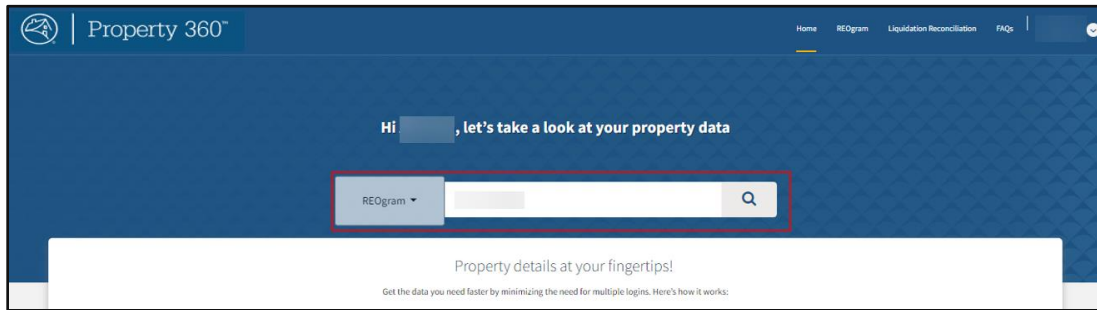 Property 360™
Home REOgram Liquidation Reconciliation FAQs
Hi , let's take a look at your property data
REOgram
Property details at your fingertips!
Get the data you need faster by minimizing the need for multiple logins. Here's how it works: